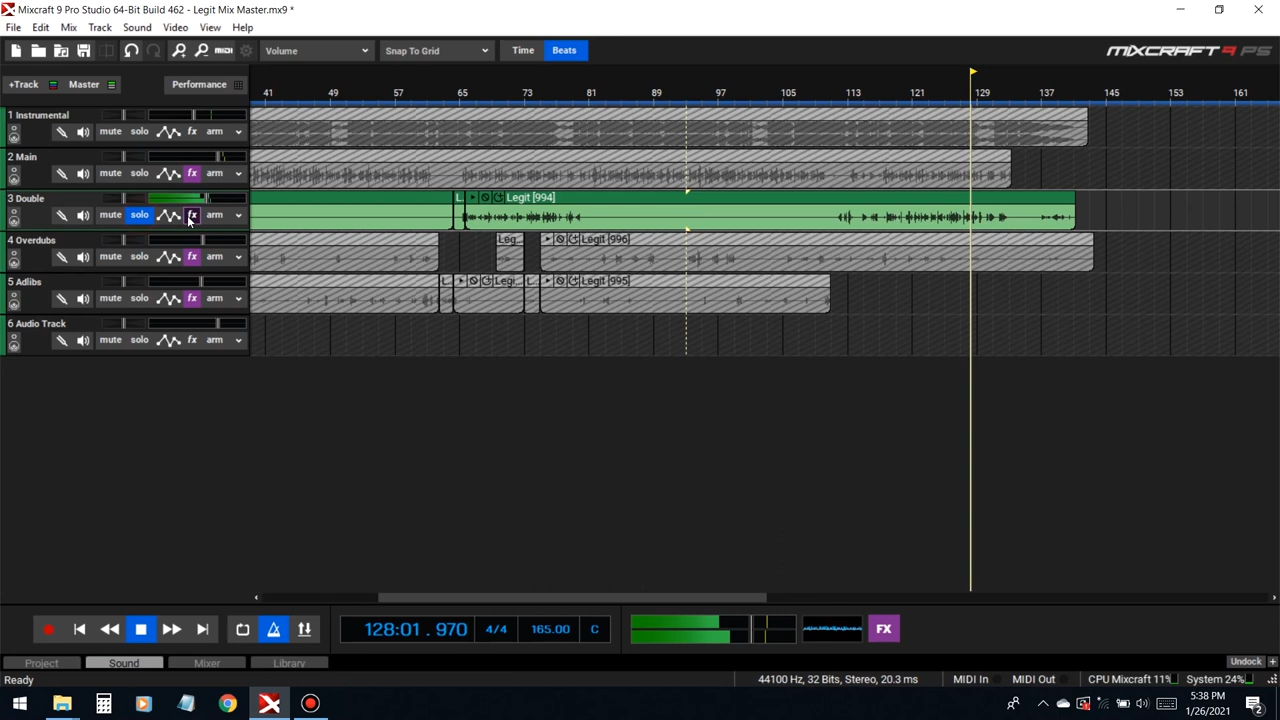 Mixcraft 9 Pro Studio 64-Bit Build 462 - Legit Mix Master.mx9 *
File Edit Mix Track Sound Video View Help
MIDI Volume Snap To Grid Time Beats MIXCRAFT 9 PS
+Track Master Performance 41 49 57 65 73 81 89 97 105 113 121 129 137 145 153 161
1 Instrumental
mute solo arm
2 Main
mute solo fx arm
3 Double L. Legit [994]
mute solo fx arm
4 Overdubs Leg.. Legit [996]
mute solo fx arm
5 Adlibs L. Legi.. L. Legit [995]
mute solo fx arm
6 Audio Track
mute solo fx arm
128:01 . 970 4/4 165.00 C FX
Project Sound Mixer Library Undock +
Ready 44100 Hz, 32 Bits, Stereo, 20.3 ms MIDI In MIDI Out CPU Mixcraft 11% System 24%
5:38 PM
1/26/2021
2